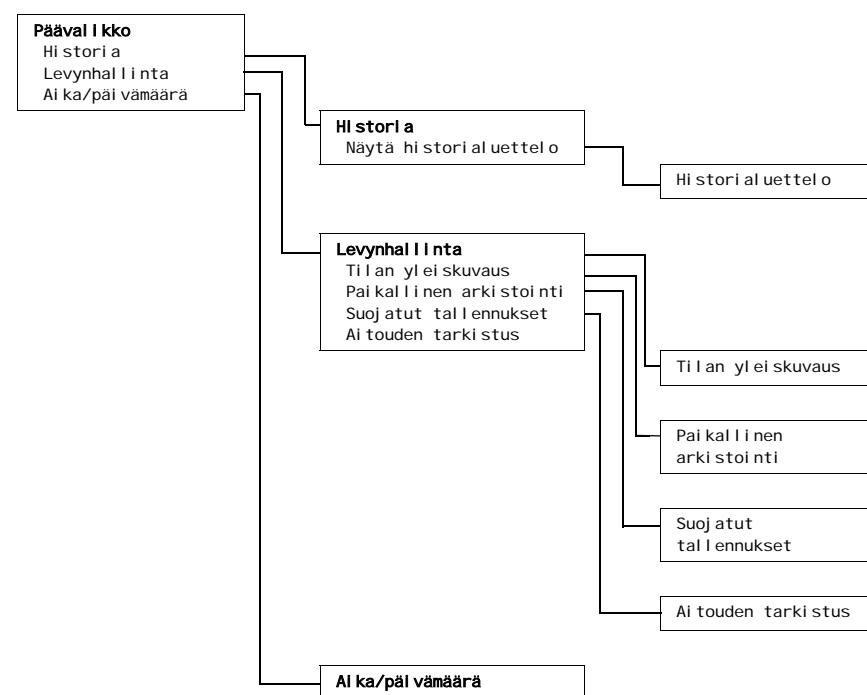 Päävalikko
Historia
Levynhallinta
Aika/päivämäärä
Historia
Näytä historialuettelo
Historialuettelo
Levynhallinta
Tilan yleiskuvaus
Paikallinen arkistointi
Suojatut tallennukset
Aitouden tarkistus
Tilan yleiskuvaus
Paikallinen
arkistointi
Suojatut
tallennukset
Aitouden tarkistus
Aika/päivämäärä